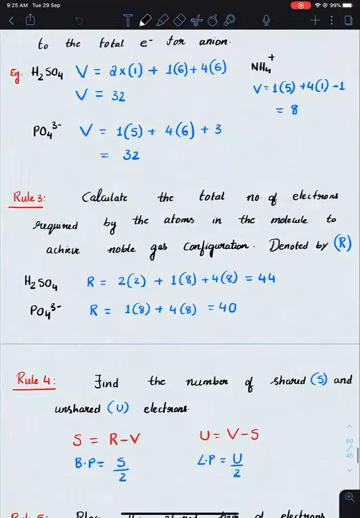 9:25 AM Tue 29 Sep
to the total e⁻ for anion.
Eg. H₂SO₄ V = 2×(1) + 1(6) + 4(6)
V = 32
NH₄⁺
V = 1(5) + 4(1) - 1
= 8
PO₄³⁻ V = 1(5) + 4(6) + 3
= 32
Rule 3: Calculate the total no. of electrons
required by the atoms in the molecule to
achieve noble gas configuration. Denoted by (R)
H₂SO₄ R = 2(2) + 1(8) + 4(8) = 44
PO₄³⁻ R = 1(8) + 4(8) = 40
Rule 4: Find the number of shared (S) and
unshared (U) electrons.
S = R-V U = V-S
B.P = S/2 L.P = U/2
60
45
of electrons